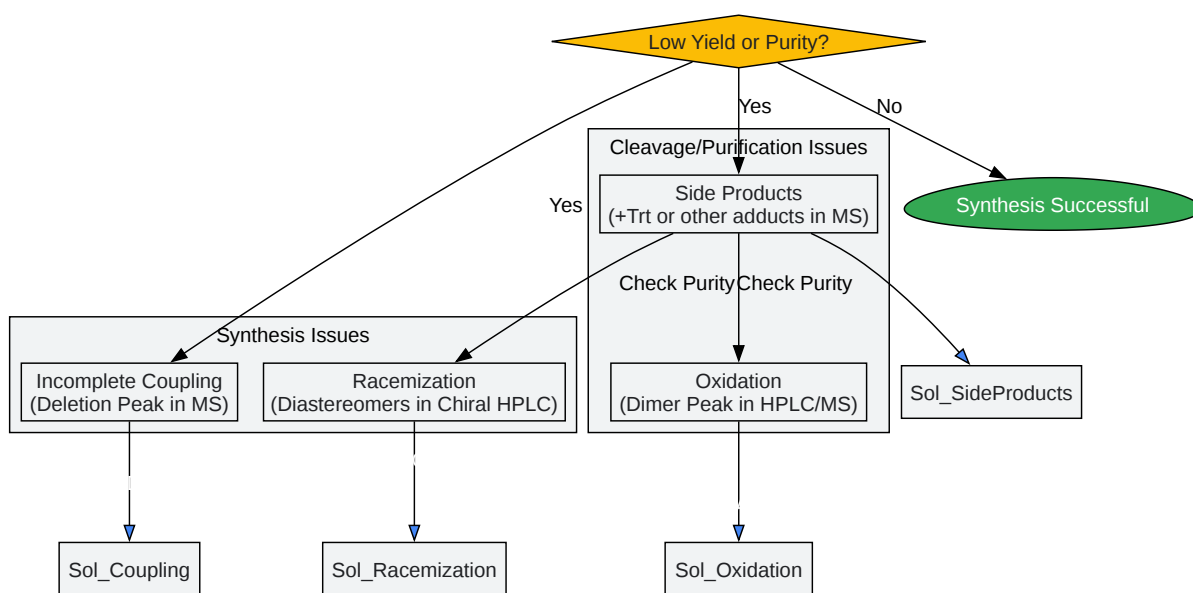 Low Yield or Purity?
Yes
No
Cleavage/Purification Issues
Side Products
(+Trt or other adducts in MS)
Yes
Synthesis Successful
Check Purity
Check Purity
Synthesis Issues
Incomplete Coupling
(Deletion Peak in MS)
Racemization
(Diastereomers in Chiral HPLC)
Oxidation
(Dimer Peak in HPLC/MS)
Sol_SideProducts
Sol_Coupling
Sol_Racemization
Sol_Oxidation